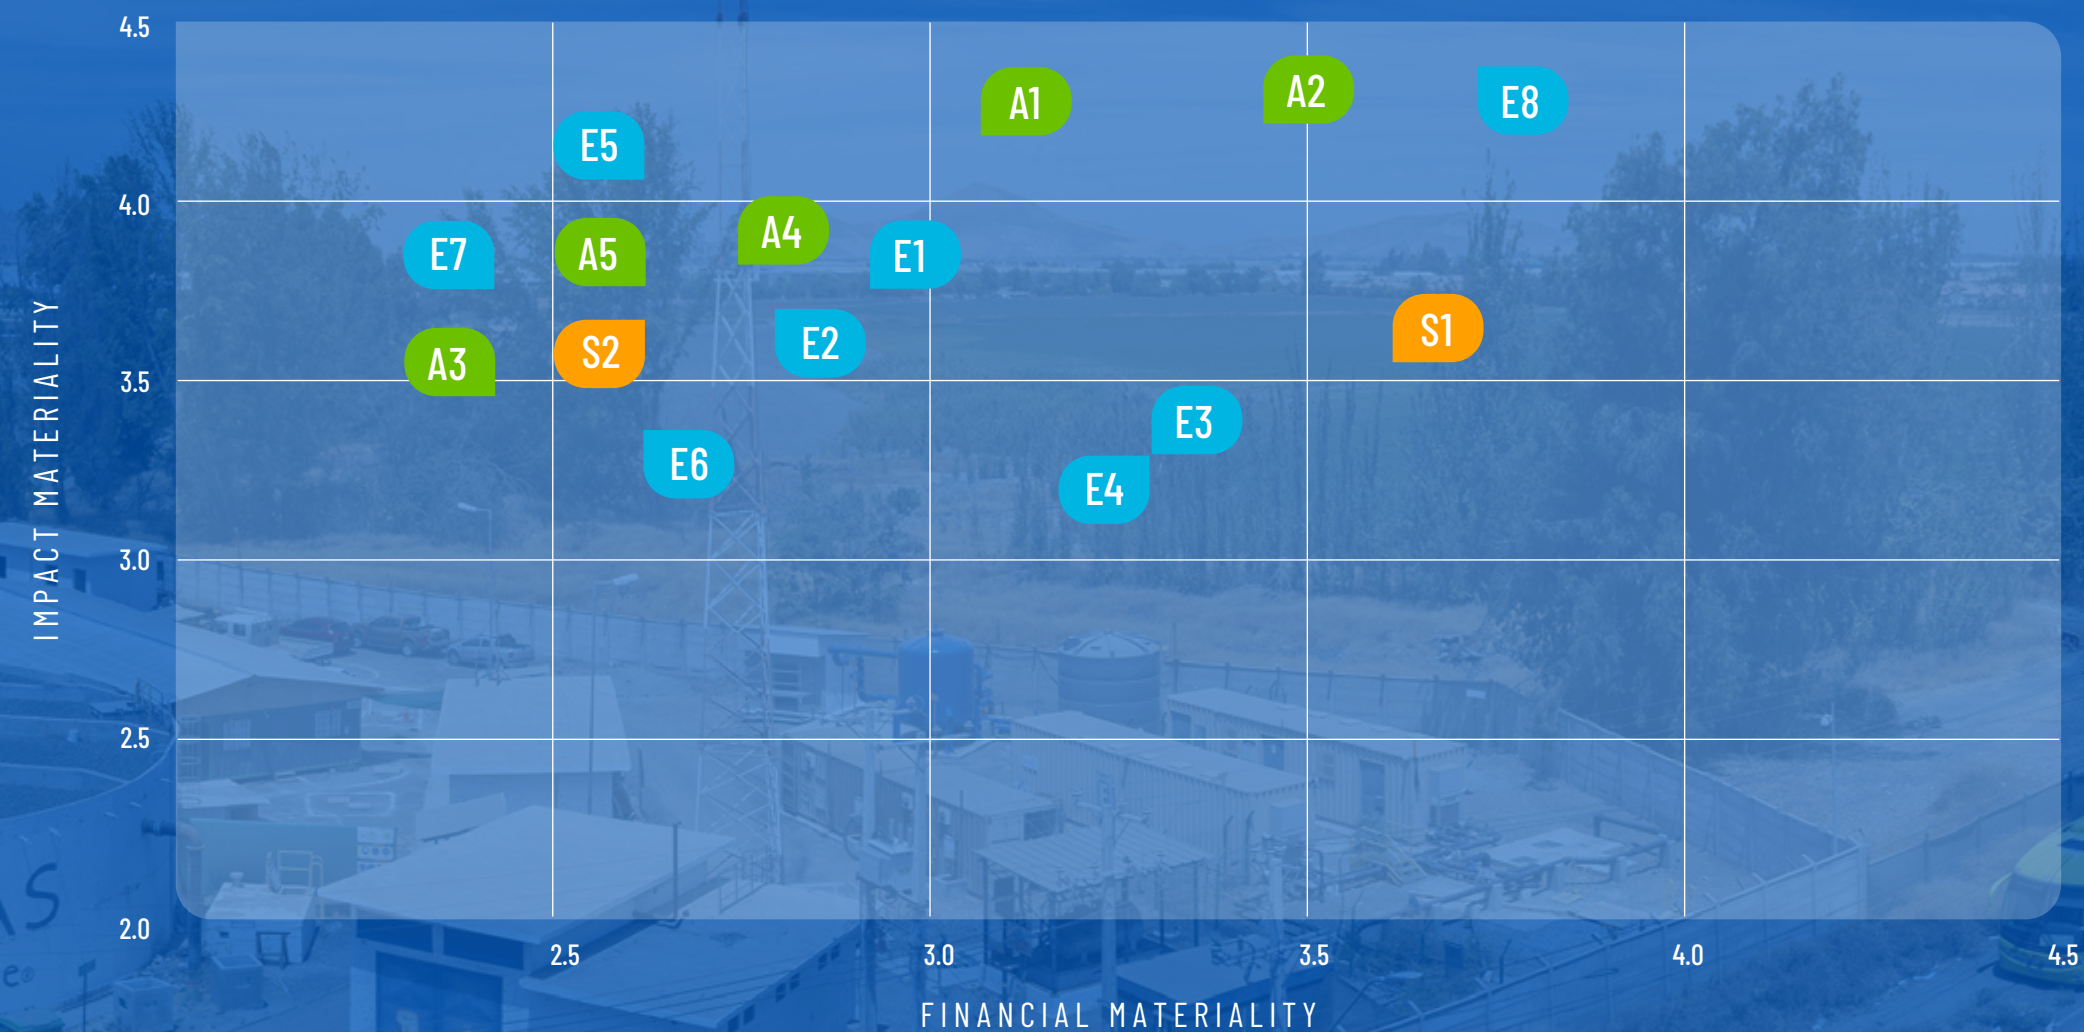 4.5
A2
A1
E8
E5
4.0
A4
E7
A5
E1
S1
E2
S2
A3
3.5
E3
E6
E4
3.0
IMPACT MATERIALITY
2.5
2.0
2.5
3.0
3.5
4.0
4.5
FINANCIAL MATERIALITY